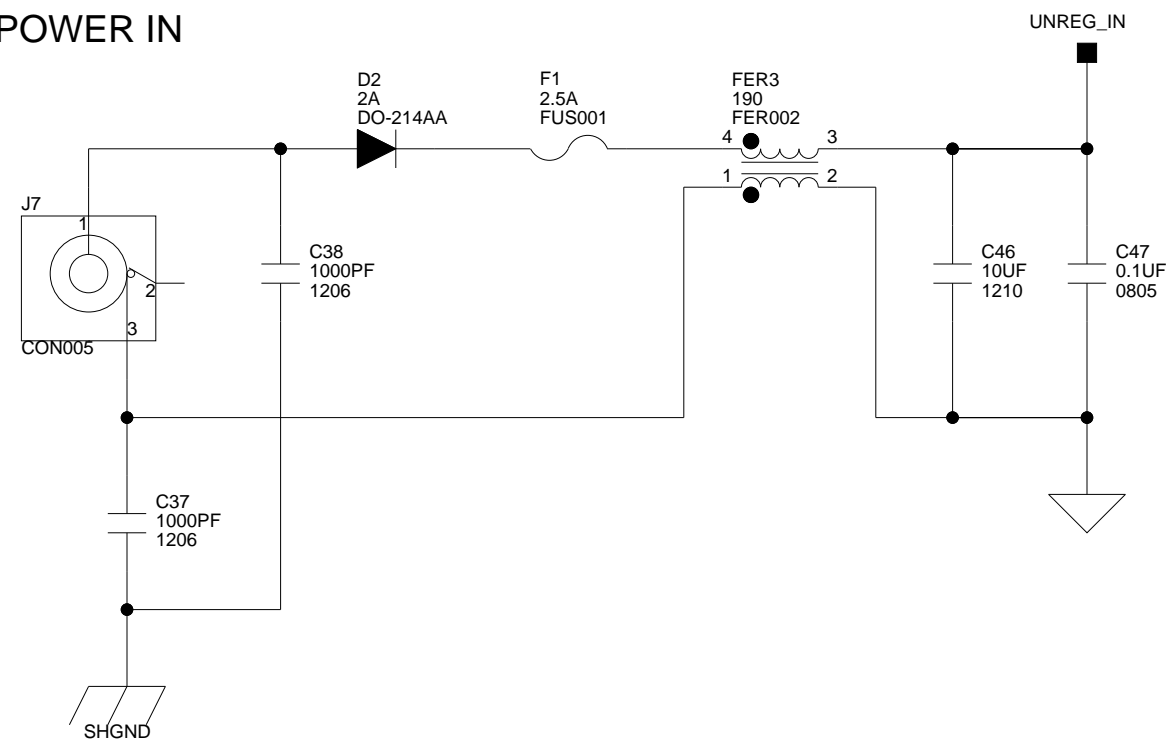 POWER IN
UNREG_IN
D2
2A
DO-214AA
F1
2.5A
FUS001
FER3
190
FER002
4
3
1
2
J7
1
2
3
CON005
C38
1000PF
1206
C46
10UF
1210
C47
0.1UF
0805
C37
1000PF
1206
SHGND